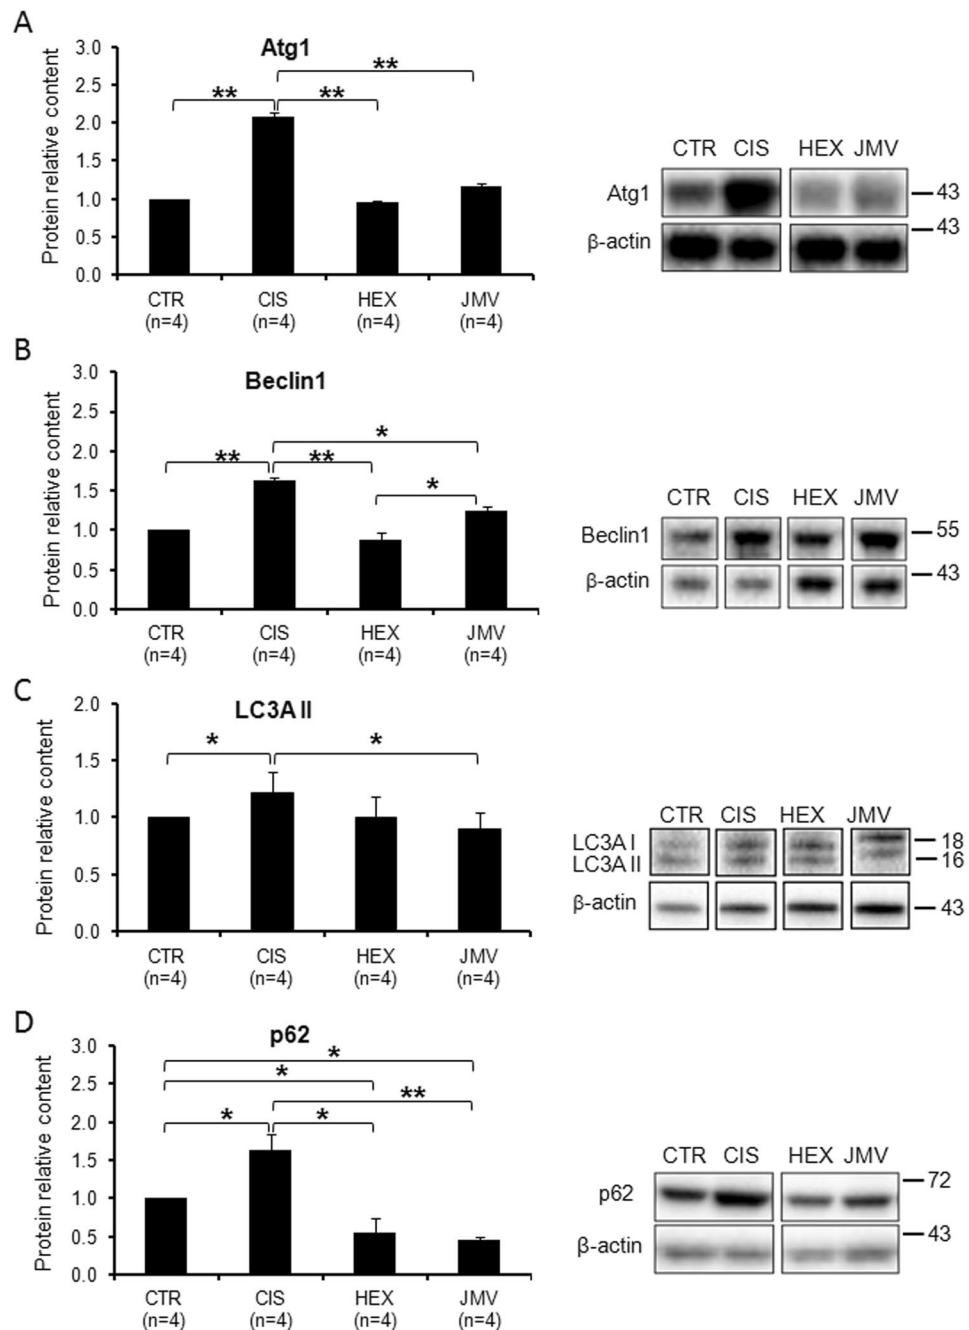 A
Atg1
Protein relative content
3.0
2.5
2.0
1.5
1.0
0.5
0.0
**
**
**
CTR
(n=4)
CIS
(n=4)
HEX
(n=4)
JMV
(n=4)
CTR CIS HEX JMV
Atg1
43
43
β-actin
B
Beclin1
Protein relative content
3.0
2.5
2.0
1.5
1.0
0.5
0.0
*
**
**
*
CTR
(n=4)
CIS
(n=4)
HEX
(n=4)
JMV
(n=4)
CTR CIS HEX JMV
Beclin1
55
β-actin
43
C
LC3A II
Protein relative content
2.0
1.5
1.0
0.5
0.0
*
*
CTR
(n=4)
CIS
(n=4)
HEX
(n=4)
JMV
(n=4)
CTR CIS HEX JMV
LC3A I
18
LC3A II
16
β-actin
43
D
p62
Protein relative content
3.0
2.5
2.0
1.5
1.0
0.5
0.0
*
*
**
*
*
CTR
(n=4)
CIS
(n=4)
HEX
(n=4)
JMV
(n=4)
CTR CIS HEX JMV
p62
72
β-actin
43